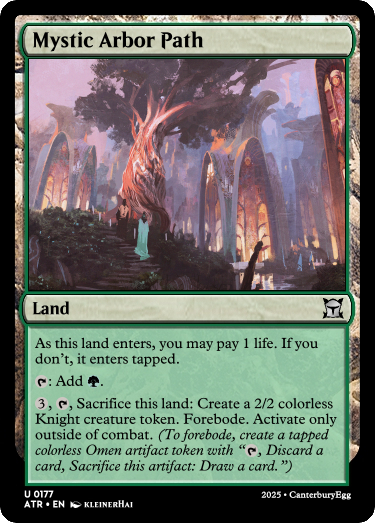 Mystic Arbor Path
Land
As this land enters, you may pay 1 life. If you
don't, it enters tapped.
: Add .
3, , Sacrifice this land: Create a 2/2 colorless
Knight creature token. Forebode. Activate only
outside of combat. (To forebode, create a tapped
colorless Omen artifact token with “, Discard a
card, Sacrifice this artifact: Draw a card.”)
U 0177
ATR • EN KLEINERHAI
2025 • CanterburyEgg